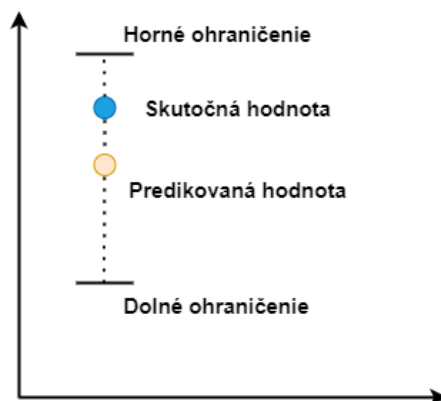 Horné ohraničenie
Skutočná hodnota
Predikovaná hodnota
Dolné ohraničenie